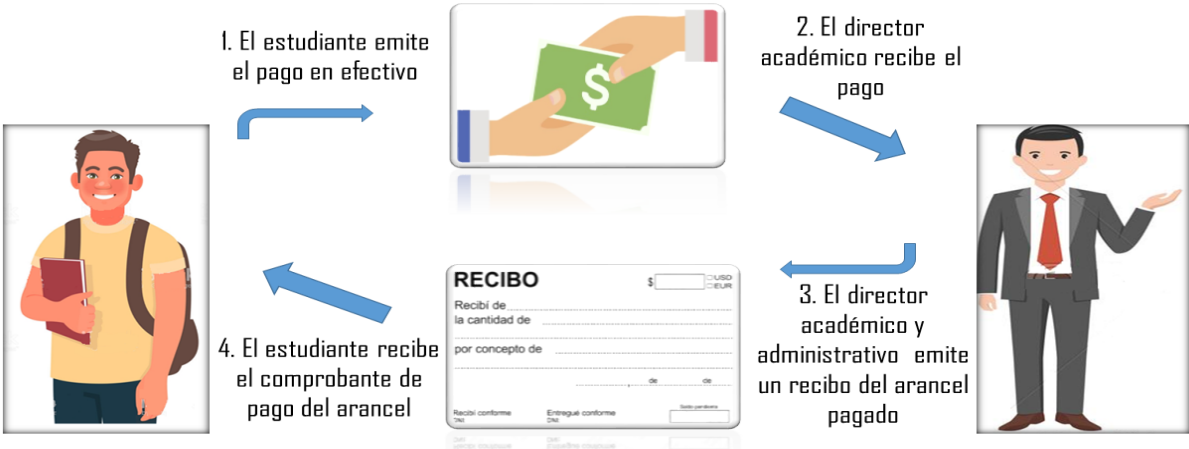 1. El estudiante emite
el pago en efectivo
$
2. El director
académico recibe el
pago
RECIBO
$
USD
EUR
Recibí de
la cantidad de
por concepto de
de
de
Recibí conforme
DNI
Entregué conforme
DNI
3. El director
académico y
administrativo emite
un recibo del arancel
pagado
4. El estudiante recibe
el comprobante de
pago del arancel